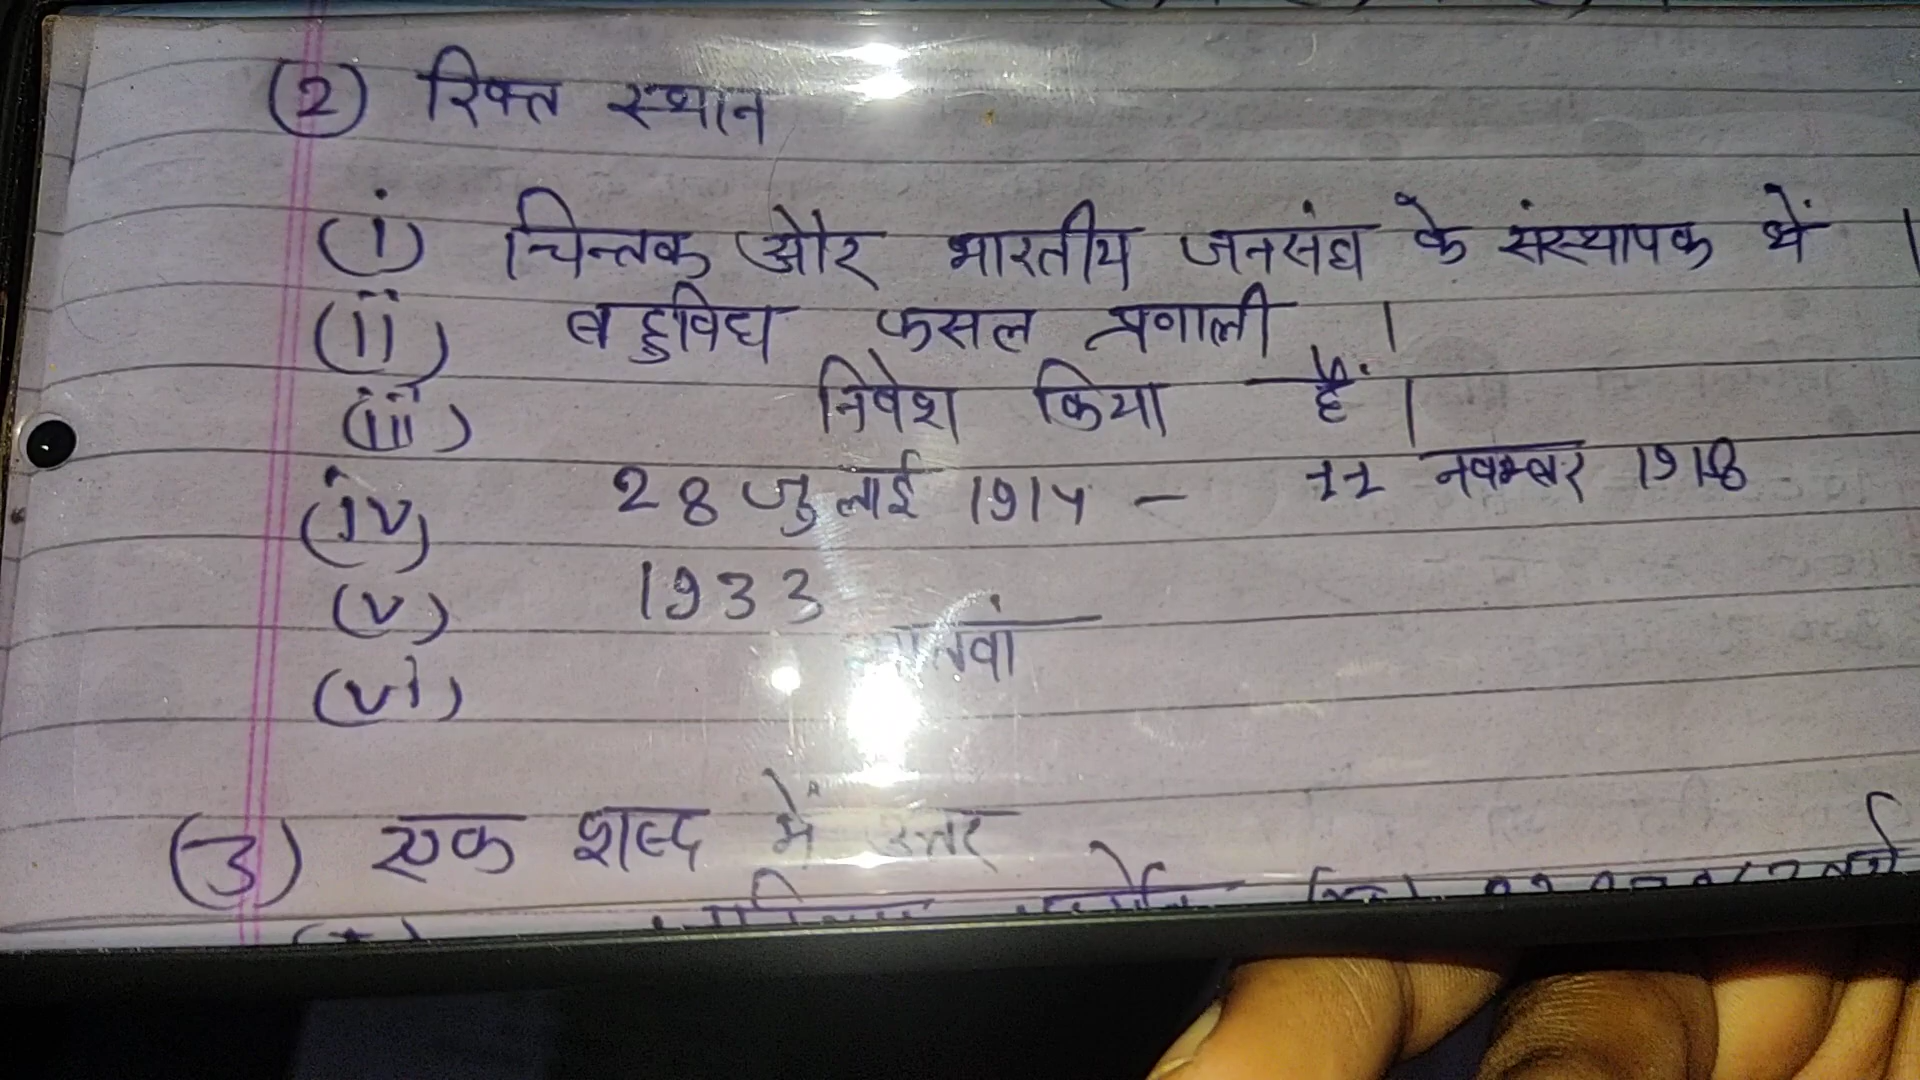 (2) रिक्त स्थान
(i) चिन्तक और भारतीय जनसंघ के संस्थापक थें ।
(ii) बहुविध फसल प्रणाली ।
(iii) निवेश किया हैं ।
(iv) 28 जुलाई 1914 - 11 नवम्बर 1918
(v) 1933
(vi)
(3) एक शब्द में उत्तर